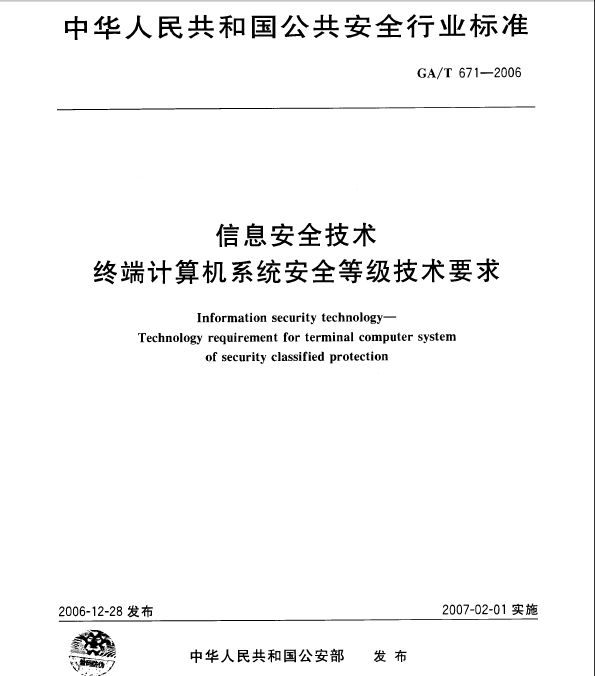 中华人民共和国公共安全行业标准
GA/T 671—2006
信息安全技术
终端计算机系统安全等级技术要求
Information security technology—
Technology requirement for terminal computer system
of security classified protection
2006-12-28 发布
2007-02-01 实施
中华人民共和国公安部 发布